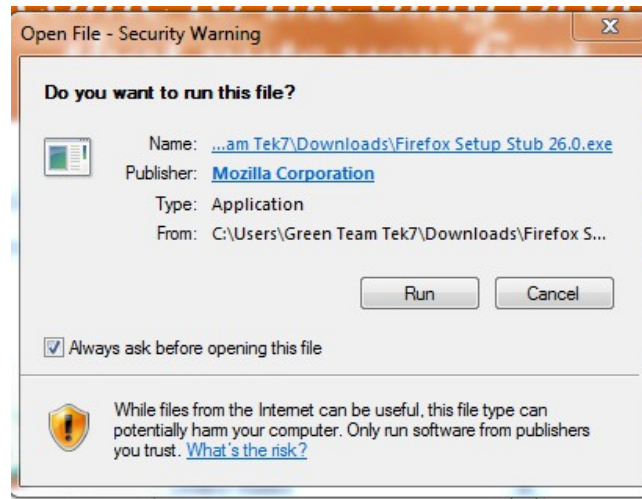 Open File - Security Warning
Do you want to run this file?
Name: ...am Tek7\Downloads\Firefox Setup Stub 26.0.exe
Publisher: Mozilla Corporation
Type: Application
From: C:\Users\Green Team Tek7\Downloads\Firefox S...
Run Cancel
Always ask before opening this file
While files from the Internet can be useful, this file type can
potentially harm your computer. Only run software from publishers
you trust. What's the risk?